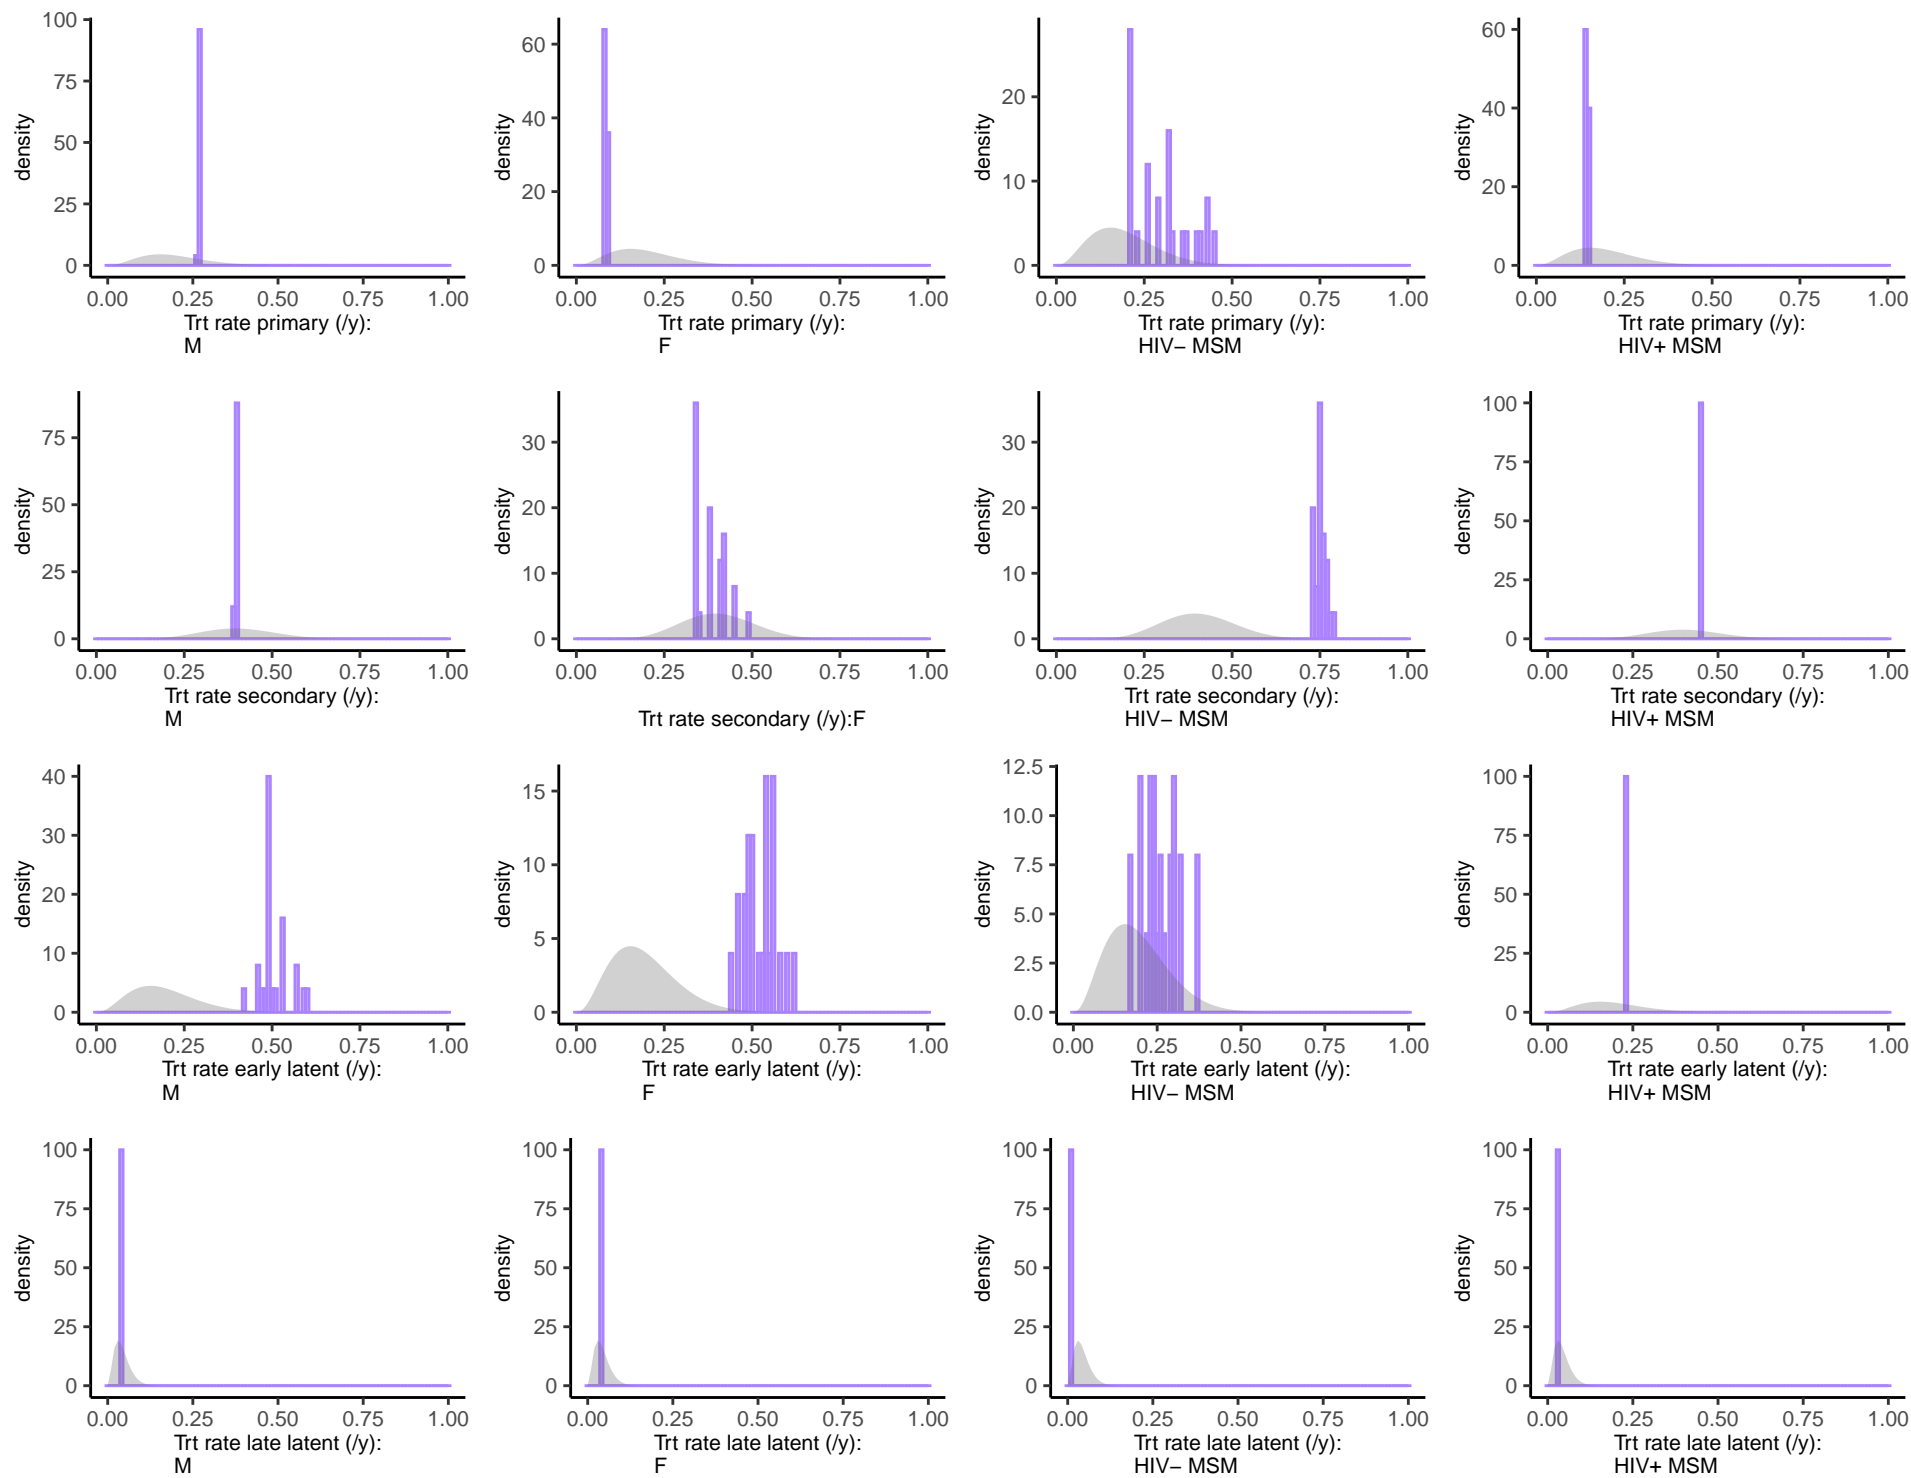 100
75
50
25
0
density
0.00 0.25 0.50 0.75 1.00
Trt rate primary (/y):
M
60
40
20
0
density
0.00 0.25 0.50 0.75 1.00
Trt rate primary (/y):
F
20
10
0
density
0.00 0.25 0.50 0.75 1.00
Trt rate primary (/y):
HIV− MSM
60
40
20
0
density
0.00 0.25 0.50 0.75 1.00
Trt rate primary (/y):
HIV+ MSM
75
50
25
0
density
0.00 0.25 0.50 0.75 1.00
Trt rate secondary (/y):
M
30
20
10
0
density
0.00 0.25 0.50 0.75 1.00
Trt rate secondary (/y):F
30
20
10
0
density
0.00 0.25 0.50 0.75 1.00
Trt rate secondary (/y):
HIV− MSM
100
75
50
25
0
density
0.00 0.25 0.50 0.75 1.00
Trt rate secondary (/y):
HIV+ MSM
40
30
20
10
0
density
0.00 0.25 0.50 0.75 1.00
Trt rate early latent (/y):
M
15
10
5
0
density
0.00 0.25 0.50 0.75 1.00
Trt rate early latent (/y):
F
12.5
10.0
7.5
5.0
2.5
0.0
density
0.00 0.25 0.50 0.75 1.00
Trt rate early latent (/y):
HIV− MSM
100
75
50
25
0
density
0.00 0.25 0.50 0.75 1.00
Trt rate early latent (/y):
HIV+ MSM
100
75
50
25
0
density
0.00 0.25 0.50 0.75 1.00
Trt rate late latent (/y):
M
100
75
50
25
0
density
0.00 0.25 0.50 0.75 1.00
Trt rate late latent (/y):
F
100
75
50
25
0
density
0.00 0.25 0.50 0.75 1.00
Trt rate late latent (/y):
HIV− MSM
100
75
50
25
0
density
0.00 0.25 0.50 0.75 1.00
Trt rate late latent (/y):
HIV+ MSM